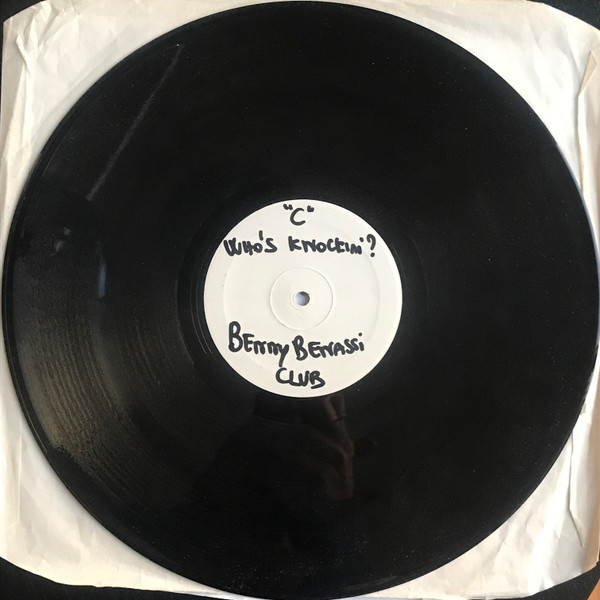 "C"
WHO'S KNOCKIN'?
BENNY BENASSI
CLUB